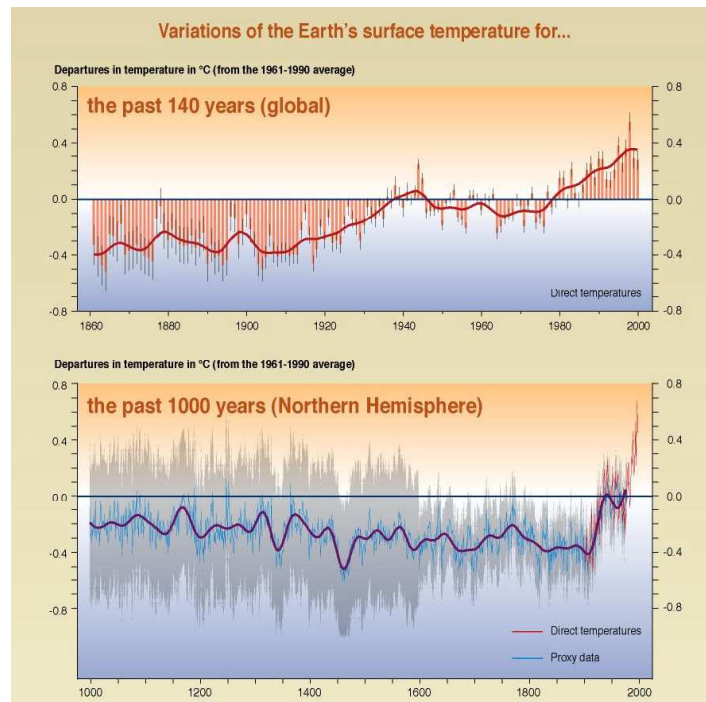 Variations of the Earth's surface temperature for...
Departures in temperature in °C (from the 1961-1990 average)
the past 140 years (global)
0.8 0.8
0.4 0.4
0.0 0.0
-0.4 -0.4
-0.8 -0.8
Direct temperatures
1860 1880 1900 1920 1940 1960 1980 2000
Departures in temperature in °C (from the 1961-1990 average)
the past 1000 years (Northern Hemisphere)
0.8 0.8
0.4 0.4
0.0 0.0
-0.4 -0.4
-0.8 -0.8
Direct temperatures
Proxy data
1000 1200 1400 1600 1800 2000